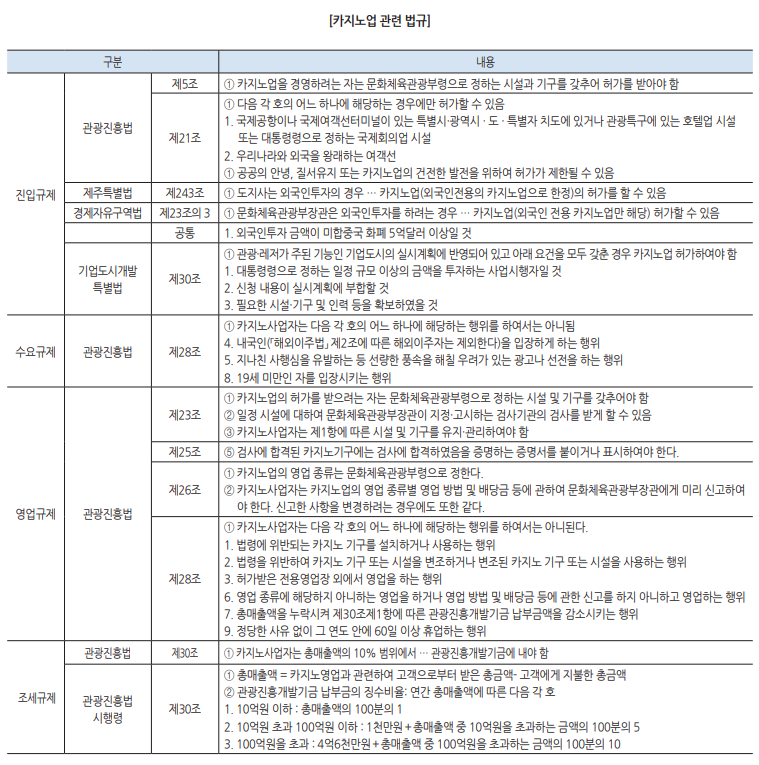 [카지노업 관련 법규]
구분 내용
진입규제 관광진흥법 제5조 ① 카지노업을 경영하려는 자는 문화체육관광부령으로 정하는 시설과 기구를 갖추어 허가를 받아야 함
제21조 ① 다음 각 호의 어느 하나에 해당하는 경우에만 허가할 수 있음
1. 국제공항이나 국제여객선터미널이 있는 특별시·광역시 · 도 · 특별자 치도에 있거나 관광특구에 있는 호텔업 시설
또는 대통령령으로 정하는 국제회의업 시설
2. 우리나라와 외국을 왕래하는 여객선
① 공공의 안녕, 질서유지 또는 카지노업의 건전한 발전을 위하여 허가가 제한될 수 있음
제주특별법 제243조 ① 도지사는 외국인투자의 경우 … 카지노업(외국인전용의 카지노업으로 한정)의 허가를 할 수 있음
경제자유구역법 제23조의 3 ① 문화체육관광부장관은 외국인투자를 하려는 경우 … 카지노업(외국인 전용 카지노업만 해당) 허가할 수 있음
공통 1. 외국인투자 금액이 미합중국 화폐 5억달러 이상일 것
기업도시개발
특별법
제30조 ① 관광·레저가 주된 기능인 기업도시의 실시계획에 반영되어 있고 아래 요건을 모두 갖춘 경우 카지노업 허가하여야 함
1. 대통령령으로 정하는 일정 규모 이상의 금액을 투자하는 사업시행자일 것
2. 신청 내용이 실시계획에 부합할 것
3. 필요한 시설·기구 및 인력 등을 확보하였을 것
수요규제 관광진흥법 제28조 ① 카지노사업자는 다음 각 호의 어느 하나에 해당하는 행위를 하여서는 아니됨
4. 내국인(「해외이주법」 제2조에 따른 해외이주자는 제외한다)을 입장하게 하는 행위
5. 지나친 사행심을 유발하는 등 선량한 풍속을 해칠 우려가 있는 광고나 선전을 하는 행위
8. 19세 미만인 자를 입장시키는 행위
영업규제 관광진흥법 제23조 ① 카지노업의 허가를 받으려는 자는 문화체육관광부령으로 정하는 시설 및 기구를 갖추어야 함
② 일정 시설에 대하여 문화체육관광부장관이 지정·고시하는 검사기관의 검사를 받게 할 수 있음
③ 카지노사업자는 제1항에 따른 시설 및 기구를 유지·관리하여야 함
제25조 ⑤ 검사에 합격된 카지노기구에는 검사에 합격하였음을 증명하는 증명서를 붙이거나 표시하여야 한다.
제26조 ① 카지노업의 영업 종류는 문화체육관광부령으로 정한다.
② 카지노사업자는 카지노업의 영업 종류별 영업 방법 및 배당금 등에 관하여 문화체육관광부장관에게 미리 신고하여
야 한다. 신고한 사항을 변경하려는 경우에도 또한 같다.
제28조 ① 카지노사업자는 다음 각 호의 어느 하나에 해당하는 행위를 하여서는 아니된다.
1. 법령에 위반되는 카지노 기구를 설치하거나 사용하는 행위
2. 법령을 위반하여 카지노 기구 또는 시설을 변조하거나 변조된 카지노 기구 또는 시설을 사용하는 행위
3. 허가받은 전용영업장 외에서 영업을 하는 행위
6. 영업 종류에 해당하지 아니하는 영업을 하거나 영업 방법 및 배당금 등에 관한 신고를 하지 아니하고 영업하는 행위
7. 총매출액을 누락시켜 제30조제1항에 따른 관광진흥개발기금 납부금액을 감소시키는 행위
9. 정당한 사유 없이 그 연도 안에 60일 이상 휴업하는 행위
조세규제 관광진흥법 제30조 ① 카지노사업자는 총매출액의 10% 범위에서 … 관광진흥개발기금에 내야 함
관광진흥법
시행령
제30조 ① 총매출액 = 카지노영업과 관련하여 고객으로부터 받은 총금액- 고객에게 지불한 총금액
② 관광진흥개발기금 납부금의 징수비율: 연간 총매출액에 따른 다음 각 호
1. 10억원 이하 : 총매출액의 100분의 1
2. 10억원 초과 100억원 이하 : 1천만원 + 총매출액 중 10억원을 초과하는 금액의 100분의 5
3. 100억원을 초과 : 4억6천만원 + 총매출액 중 100억원을 초과하는 금액의 100분의 10